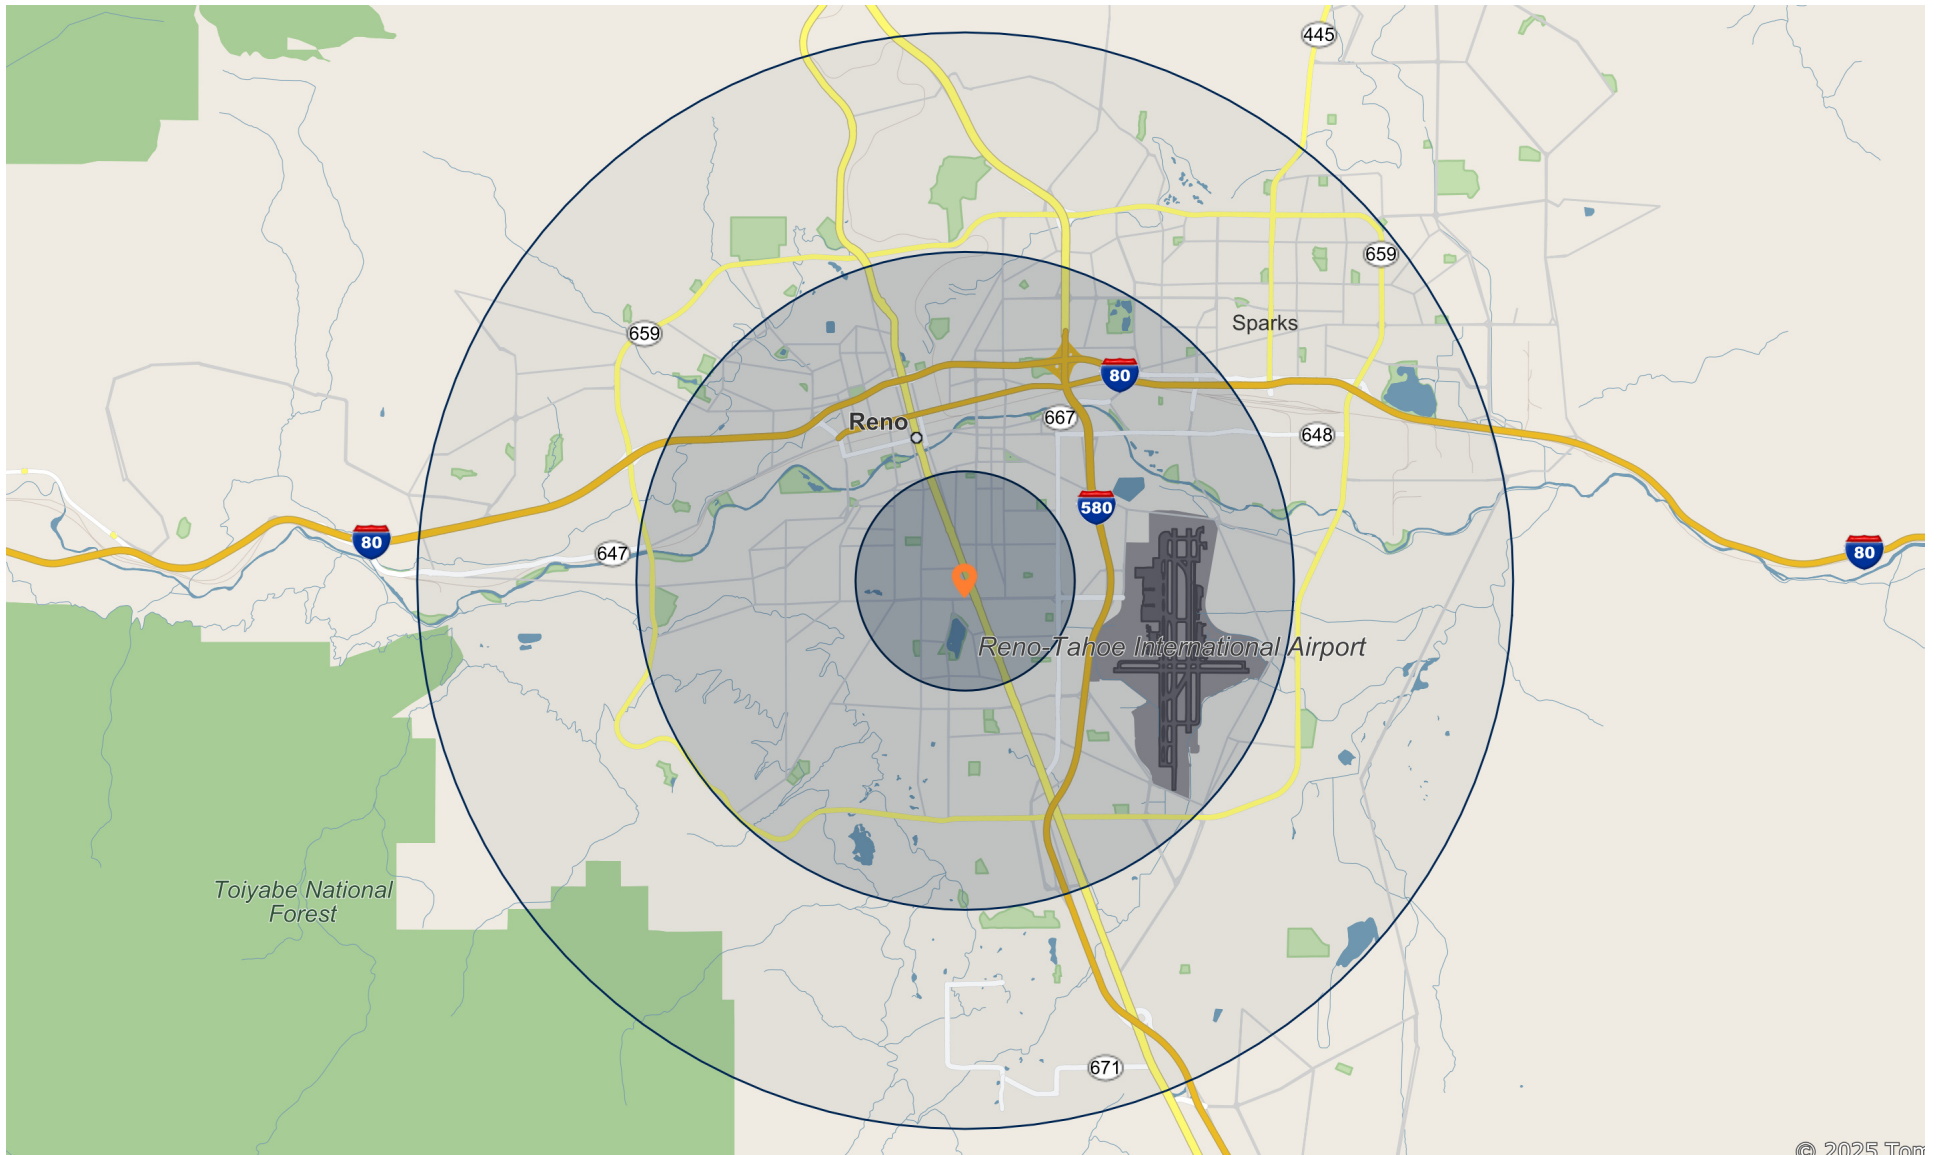 445
659
659
Sparks
80
667
Reno
648
580
80
80
647
Reno-Tahoe International Airport
Toiyabe National
Forest
671
© 2025 Tom